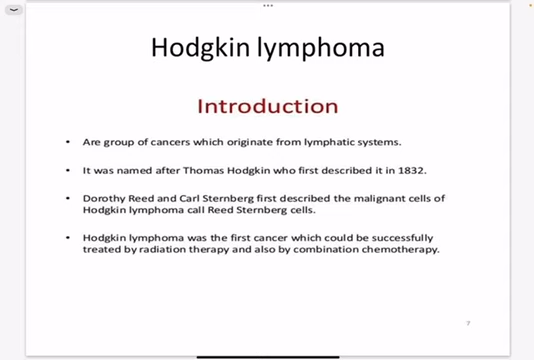 Hodgkin lymphoma
Introduction
• Are group of cancers which originate from lymphatic systems.
• It was named after Thomas Hodgkin who first described it in 1832.
• Dorothy Reed and Carl Sternberg first described the malignant cells of
Hodgkin lymphoma call Reed Sternberg cells.
• Hodgkin lymphoma was the first cancer which could be successfully
treated by radiation therapy and also by combination chemotherapy.
7